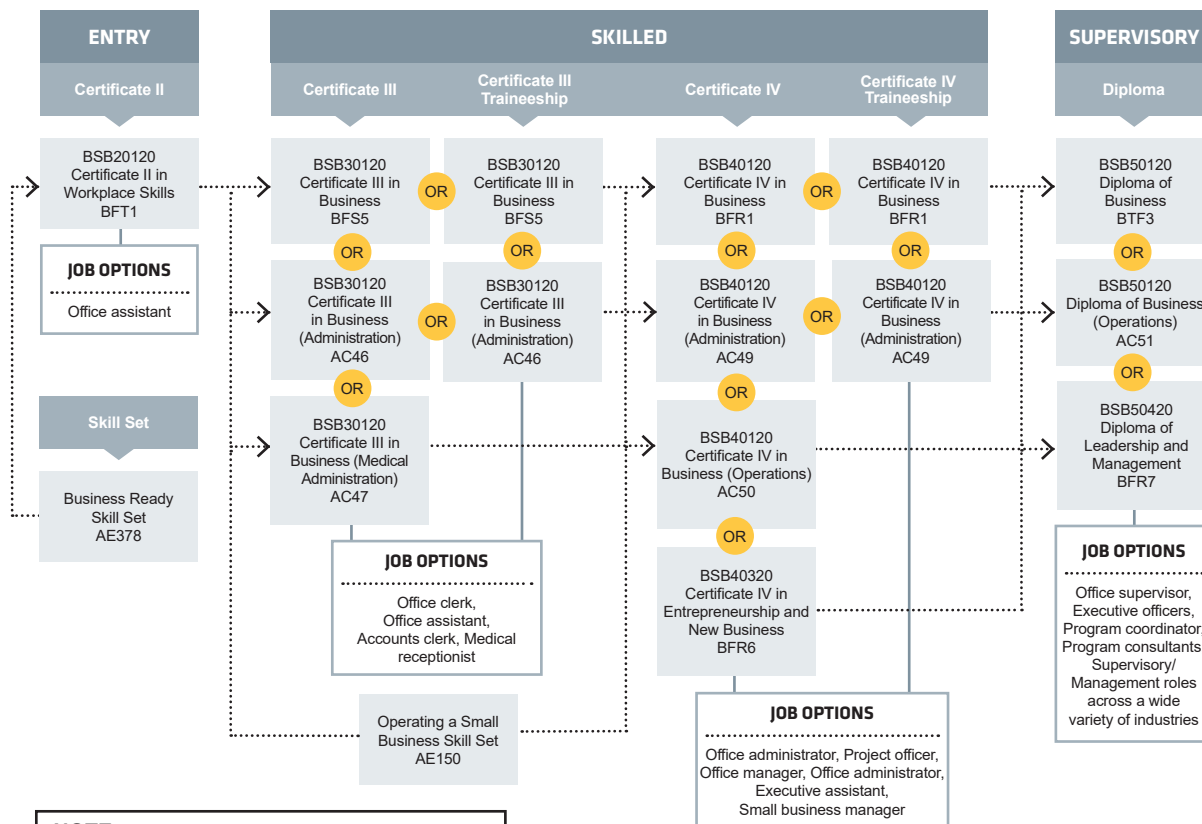 ENTRY
Certificate II
BSB20120
Certificate II in
Workplace Skills
BFT1
JOB OPTIONS
Office assistant
Skill Set
Business Ready
Skill Set
AE378
SKILLED
Certificate III
Certificate III
Traineeship
Certificate IV
Certificate IV
Traineeship
BSB30120
Certificate III in
Business
BFS5
OR
BSB30120
Certificate III in
Business
BFS5
OR
OR
BSB30120
Certificate III
in Business
(Administration)
AC46
OR
BSB30120
Certificate III
in Business
(Administration)
AC46
OR
BSB30120
Certificate III in
Business (Medical
Administration)
AC47
JOB OPTIONS
Office clerk,
Office assistant,
Accounts clerk, Medical
receptionist
Operating a Small
Business Skill Set
AE150
BSB40120
Certificate IV in
Business
BFR1
OR
BSB40120
Certificate IV in
Business
BFR1
OR
OR
BSB40120
Certificate IV
in Business
(Administration)
AC49
OR
BSB40120
Certificate IV in
Business
(Administration)
AC49
OR
BSB40120
Certificate IV in
Business (Operations)
AC50
OR
BSB40320
Certificate IV in
Entrepreneurship and
New Business
BFR6
JOB OPTIONS
Office administrator, Project officer,
Office manager, Office administrator,
Executive assistant,
Small business manager
SUPERVISORY
Diploma
BSB50120
Diploma of
Business
BTF3
OR
BSB50120
Diploma of Business
(Operations)
AC51
OR
BSB50420
Diploma of
Leadership and
Management
BFR7
JOB OPTIONS
Office supervisor,
Executive officers,
Program coordinator,
Program consultants
Supervisory/
Management roles
across a wide
variety of industries